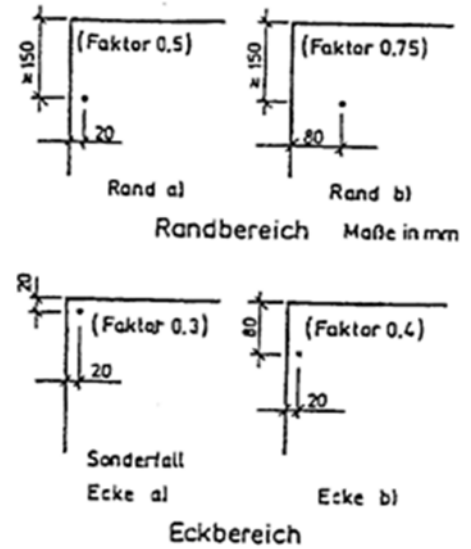 (Faktor 0,5)
≥150
20
Rand a)
(Faktor 0,75)
≥150
80
Rand b)
Randbereich Maße in mm
20
(Faktor 0.3)
20
Sonderfall
Ecke a)
80
(Faktor 0,4)
20
Ecke b)
Eckbereich